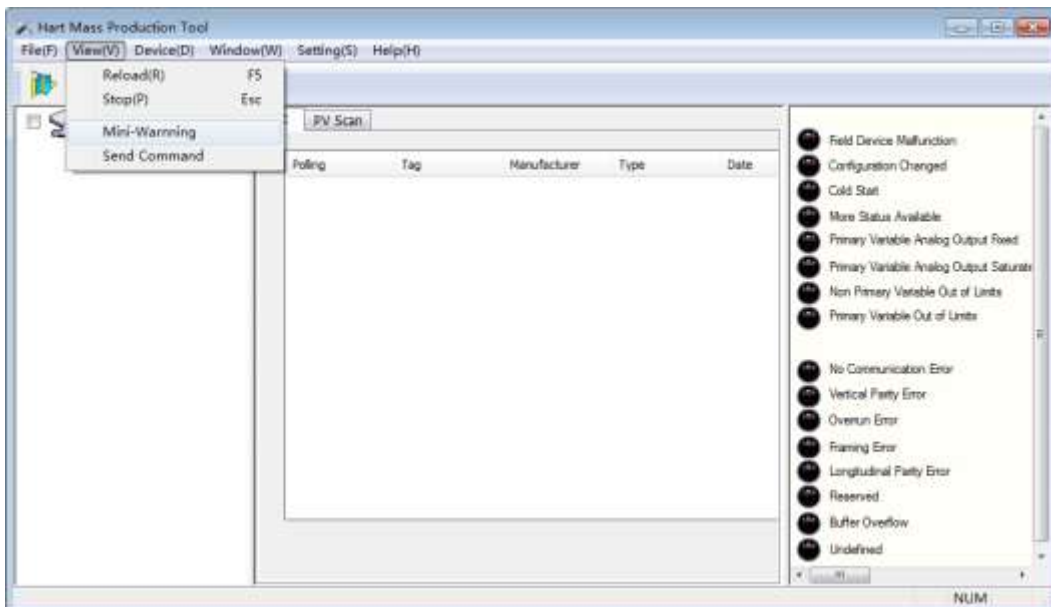 Hart Mass Production Tool
File(F) View(V) Device(D) Window(W) Setting(S) Help(H)
Reload(R) F5
Stop(P) Esc
Mini-Warnning
Send Command
PV Scan
Polling Tag Manufacturer Type Date
Field Device Malfunction
Configuration Changed
Cold Start
More Status Available
Primary Variable Analog Output Fixed
Primary Variable Analog Output Saturate
Non Primary Variable Out of Limits
Primary Variable Out of Limits
No Communication Error
Vertical Parity Error
Overrun Error
Framing Error
Longitudinal Parity Error
Reserved
Buffer Overflow
Undefined
NUM